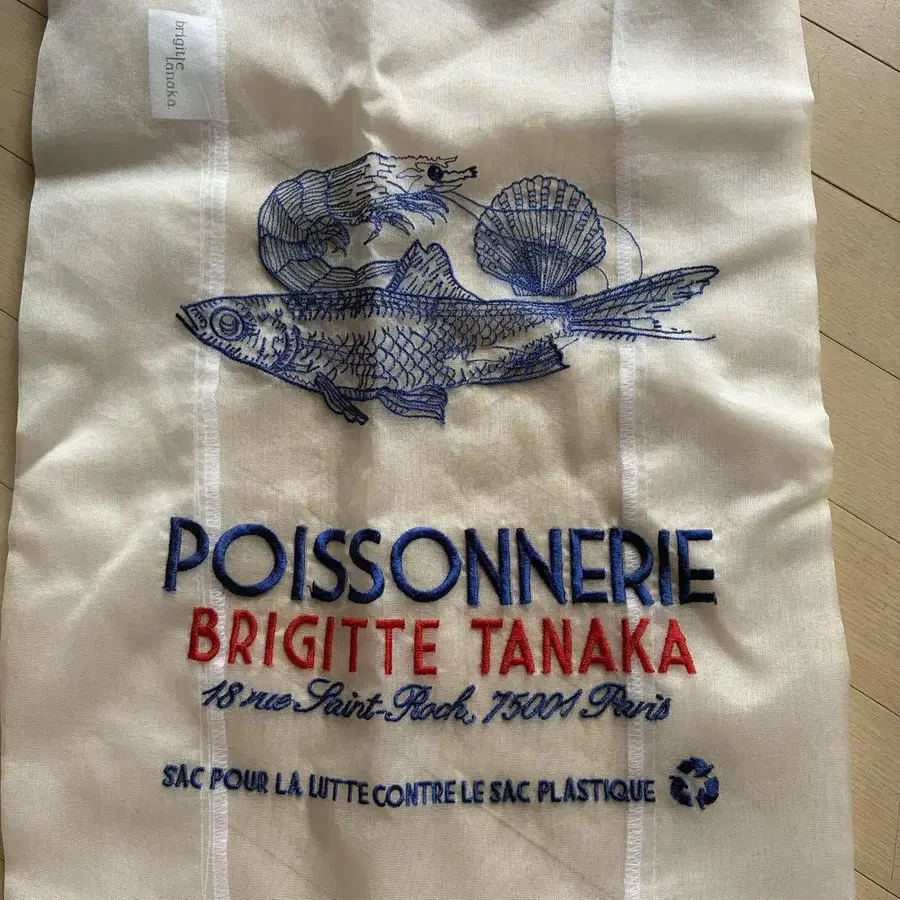 brigitte
tanaka.
POISSONNERIE
BRIGITTE TANAKA
18 rue Saint-Roch, 75001 Paris
SAC POUR LA LUTTE CONTRE LE SAC PLASTIQUE